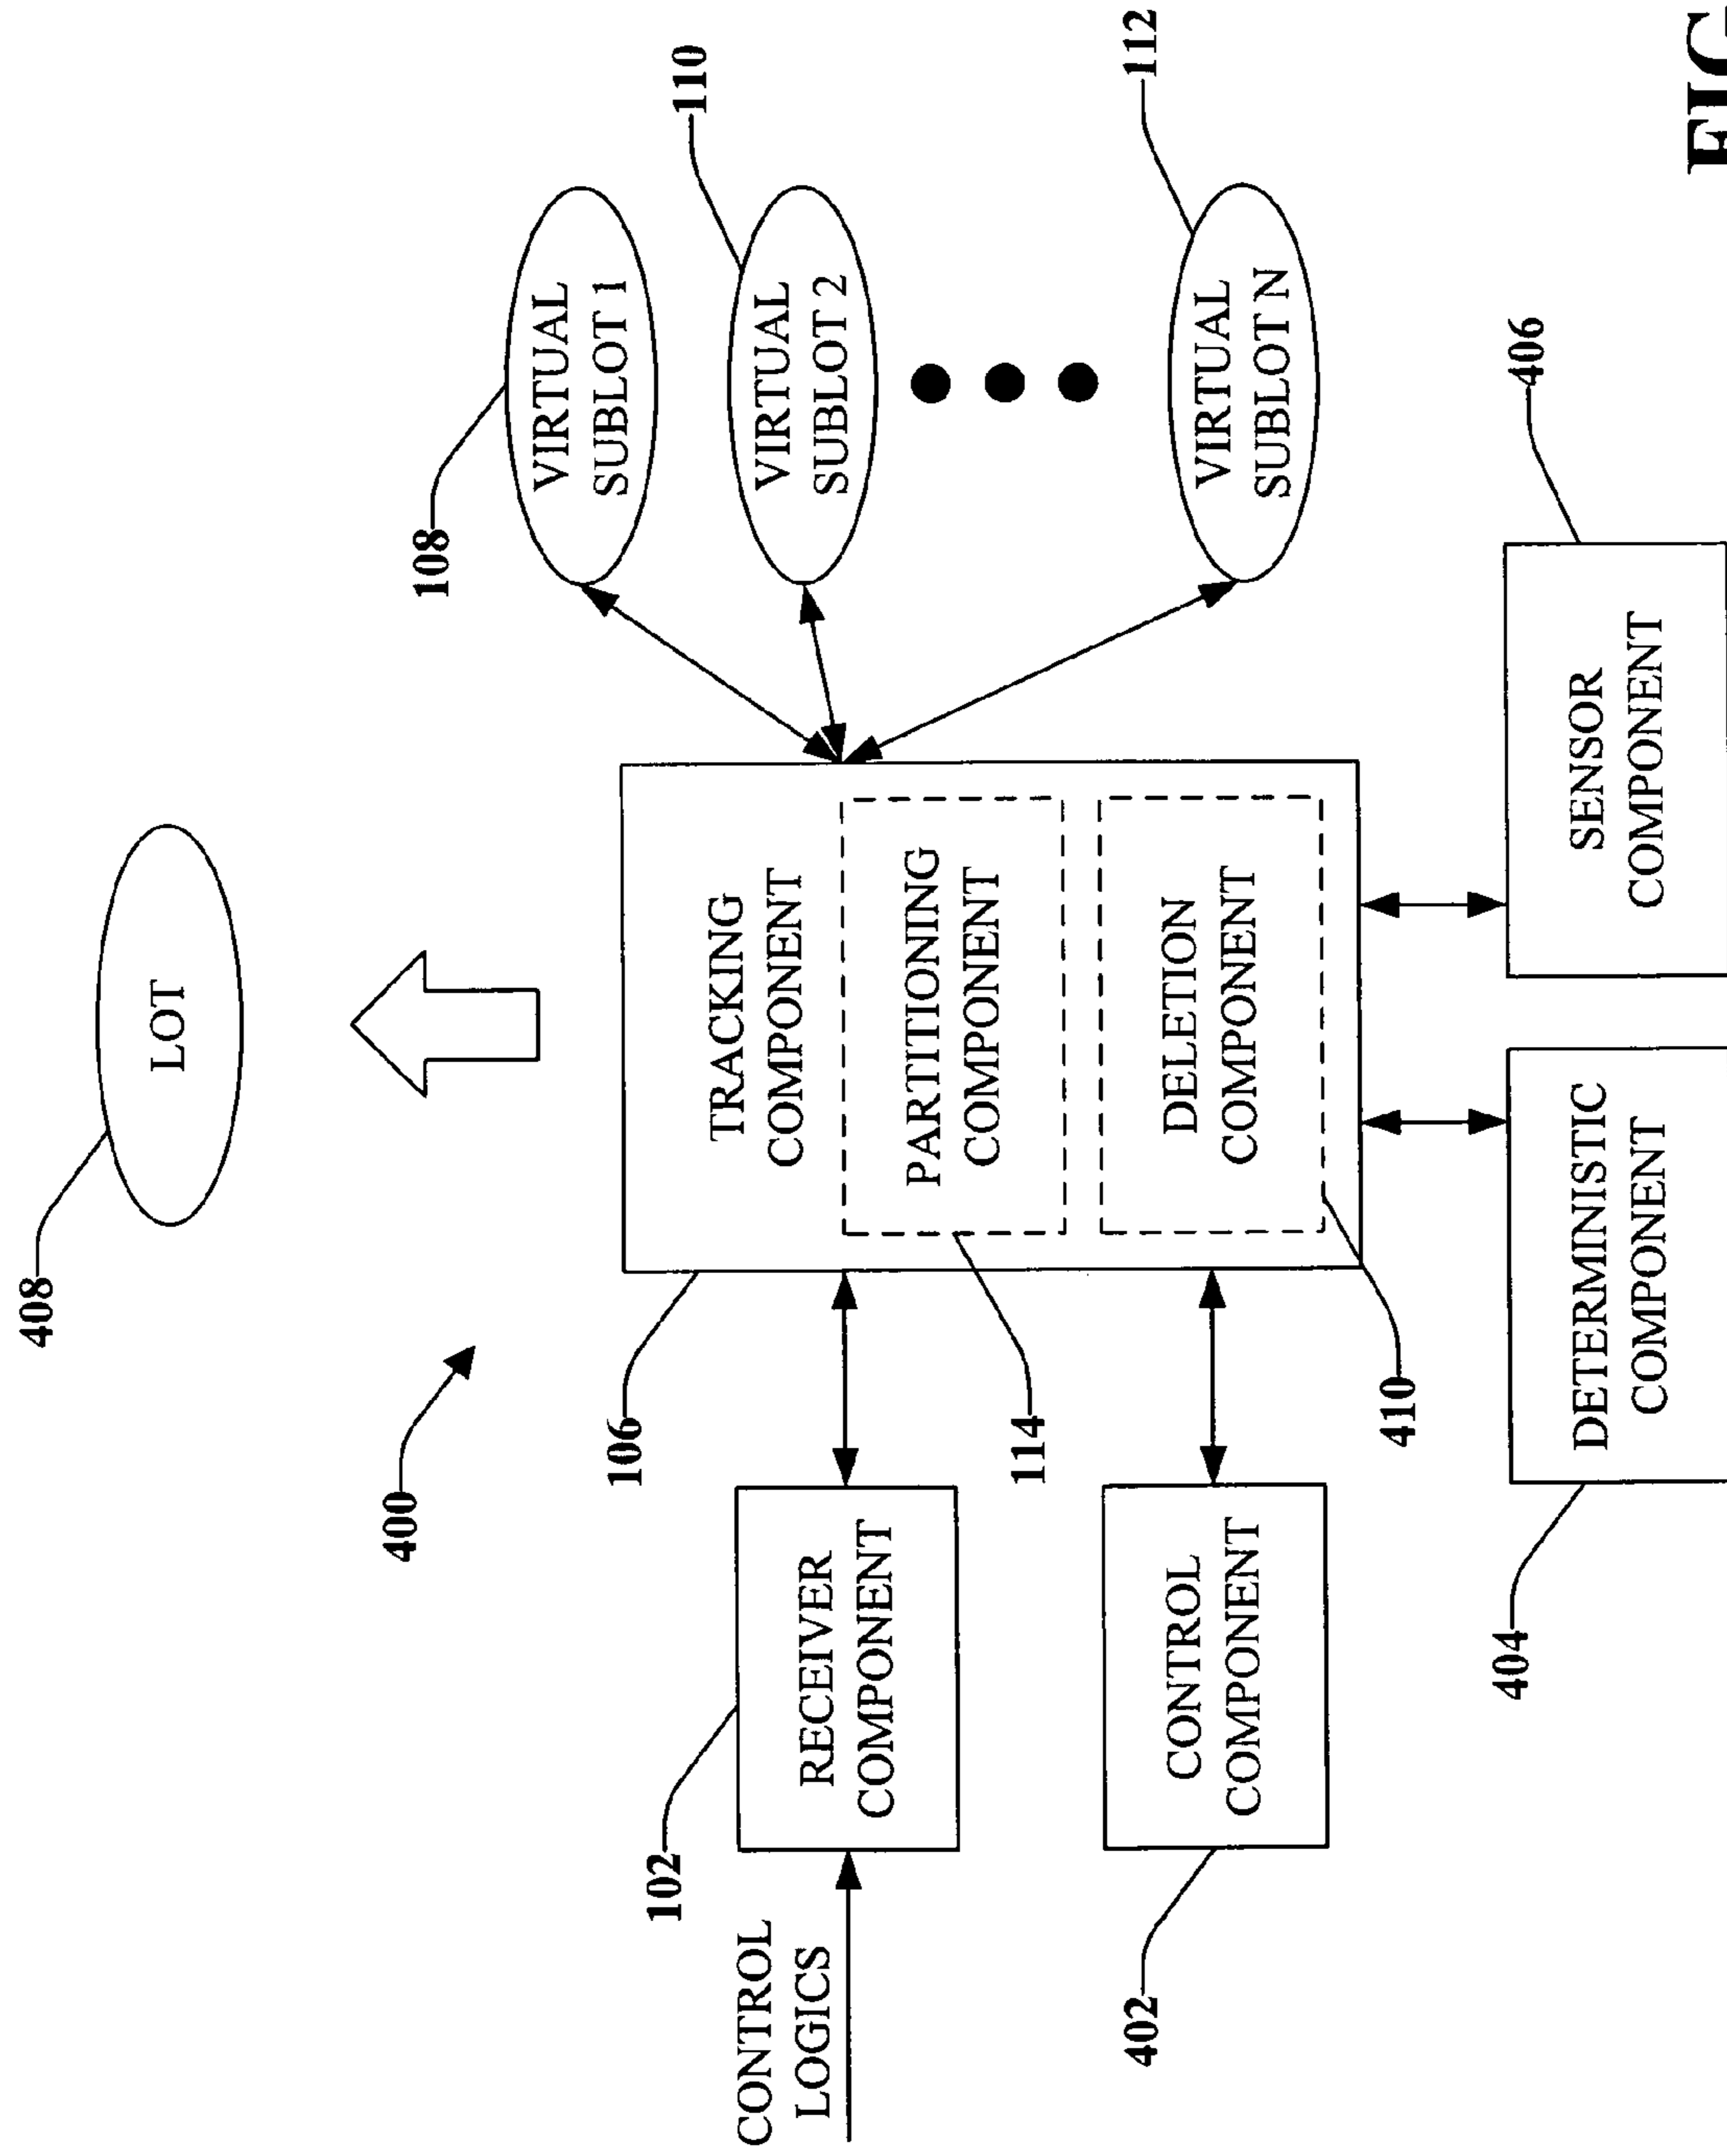 408
LOT
400
106
TRACKING
COMPONENT
108
VIRTUAL
SUBLOT 1
110
VIRTUAL
SUBLOT 2
102
CONTROL
LOGICS
RECEIVER
COMPONENT
PARTITIONING
COMPONENT
114
402
CONTROL
COMPONENT
DELETION
COMPONENT
410
112
VIRTUAL
SUBLOT N
404
DETERMINISTIC
COMPONENT
406
SENSOR
COMPONENT